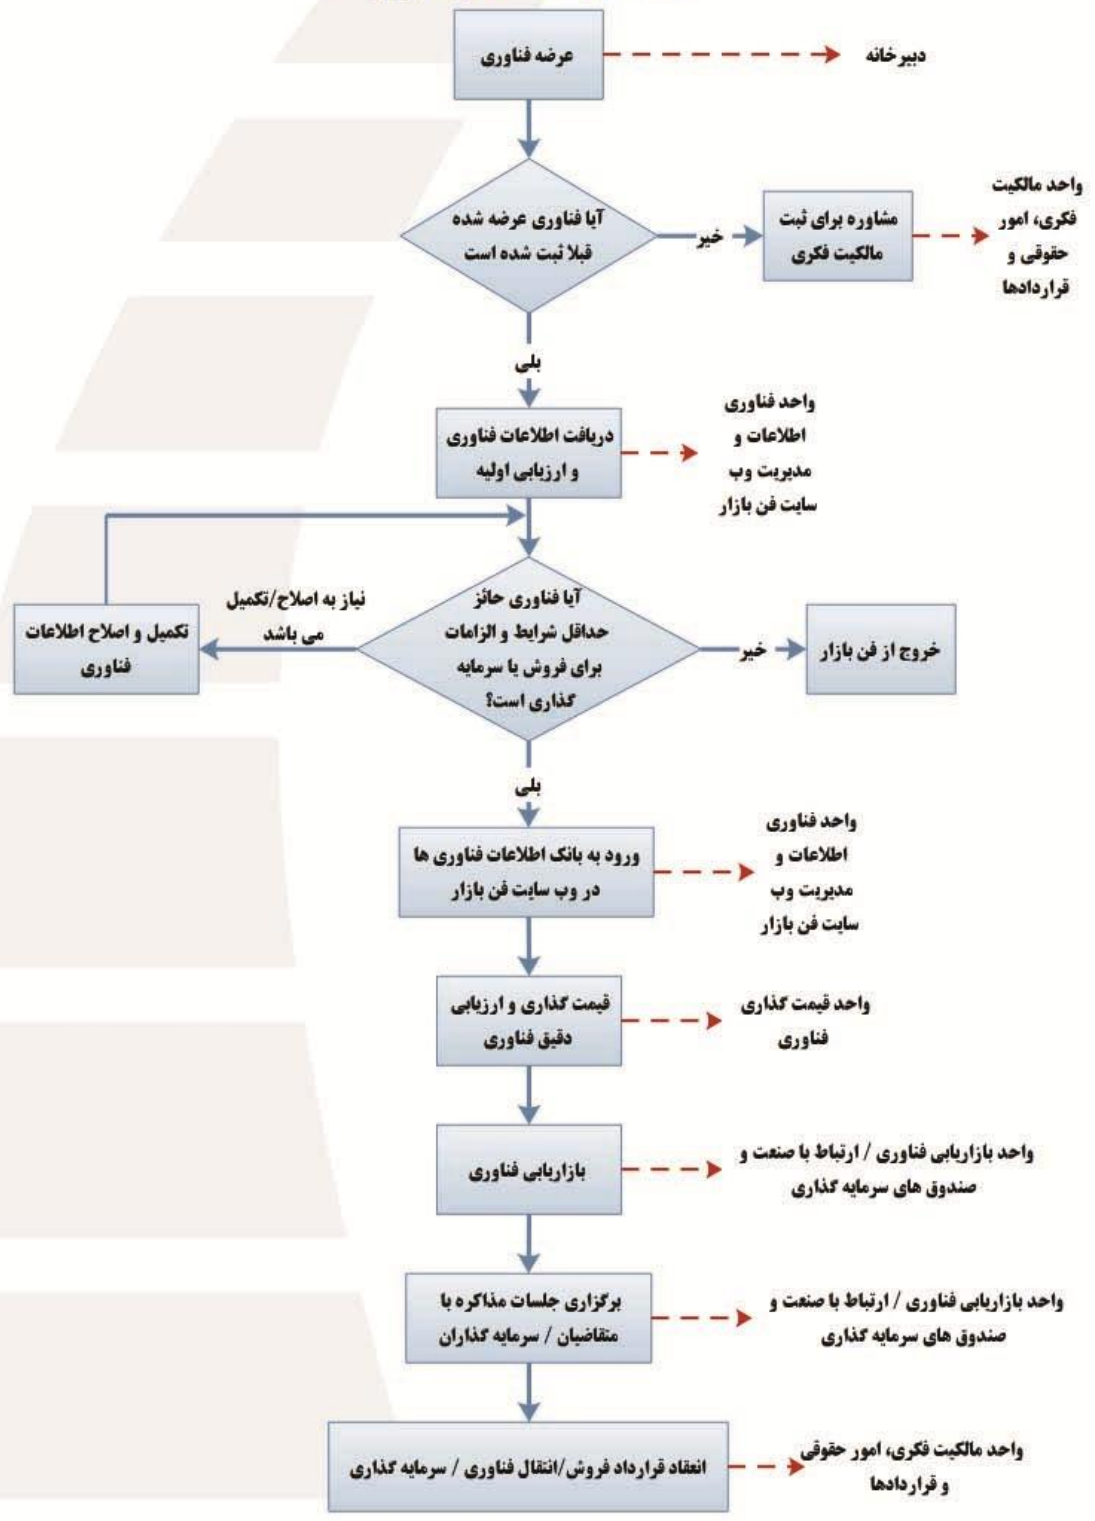 عرضه فناوری
دبیرخانه
آیا فناوری عرضه شده
قبلا ثبت شده است
خیر
مشاوره برای ثبت
مالکیت فکری
واحد مالکیت
فکری، امور
حقوقی و
قراردادها
بلی
دریافت اطلاعات فناوری
و ارزیابی اولیه
واحد فناوری
اطلاعات و
مدیریت وب
سایت فن بازار
آیا فناوری حائز
حداقل شرایط و الزامات
برای فروش یا سرمایه
گذاری است؟
خیر
خروج از فن بازار
نیاز به اصلاح/تکمیل
می باشد
تکمیل و اصلاح اطلاعات
فناوری
بلی
ورود به بانک اطلاعات فناوری ها
در وب سایت فن بازار
واحد فناوری
اطلاعات و
مدیریت وب
سایت فن بازار
قیمت گذاری و ارزیابی
دقیق فناوری
واحد قیمت گذاری
فناوری
بازاریابی فناوری
واحد بازاریابی فناوری / ارتباط با صنعت و
صندوق های سرمایه گذاری
برگزاری جلسات مذاکره با
متقاضیان / سرمایه گذاران
واحد بازاریابی فناوری / ارتباط با صنعت و
صندوق های سرمایه گذاری
انعقاد قرارداد فروش/انتقال فناوری / سرمایه گذاری
واحد مالکیت فکری، امور حقوقی
و قراردادها